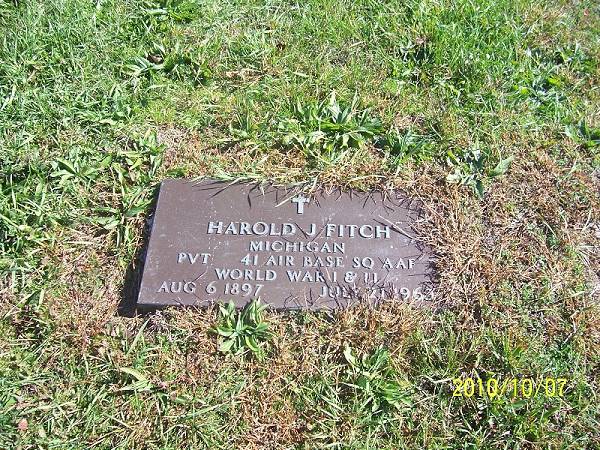 HAROLD J FITCH
MICHIGAN
PVT 41 AIR BASE SQ AAF
WORLD WAR I & II
AUG 6 1897 JULY 1963
2010/10/07